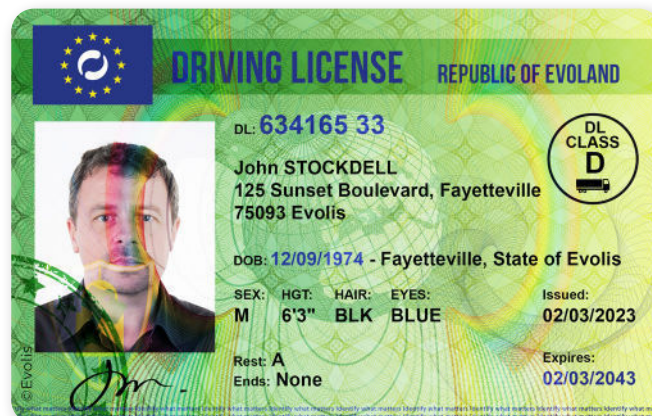 DRIVING LICENSE REPUBLIC OF EVOLAND
DL: 634165 33
DL
CLASS
D
John STOCKDELL
125 Sunset Boulevard, Fayetteville
75093 Evolis
DOB: 12/09/1974 - Fayetteville, State of Evolis
SEX: HGT: HAIR: EYES: Issued:
M 6'3" BLK BLUE 02/03/2023
Rest: A Expires:
Ends: None 02/03/2043
©Evolis